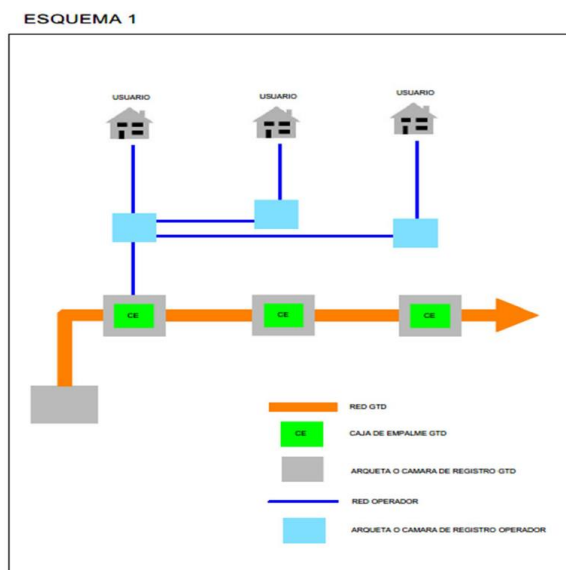 ESQUEMA 1
USUARIO
USUARIO
USUARIO
CE
CE
CE
RED GTD
CE
CAJA DE EMPALME GTD
ARQUETA O CAMARA DE REGISTRO GTD
RED OPERADOR
ARQUETA O CAMARA DE REGISTRO OPERADOR